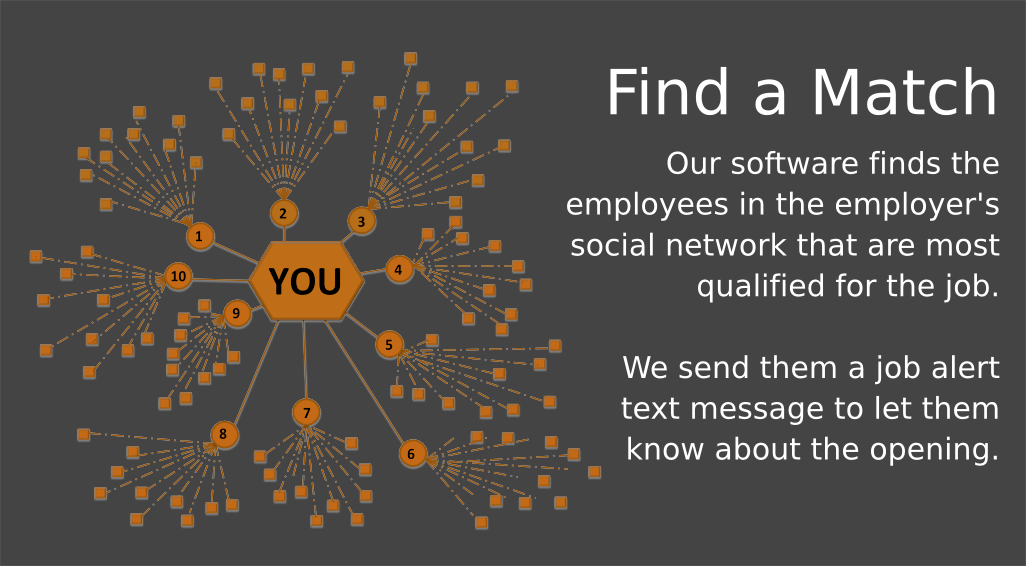 Find a Match
Our software finds the
employees in the employer's
social network that are most
qualified for the job.
We send them a job alert
text message to let them
know about the opening.
YOU
1
2
3
4
5
6
7
8
9
10